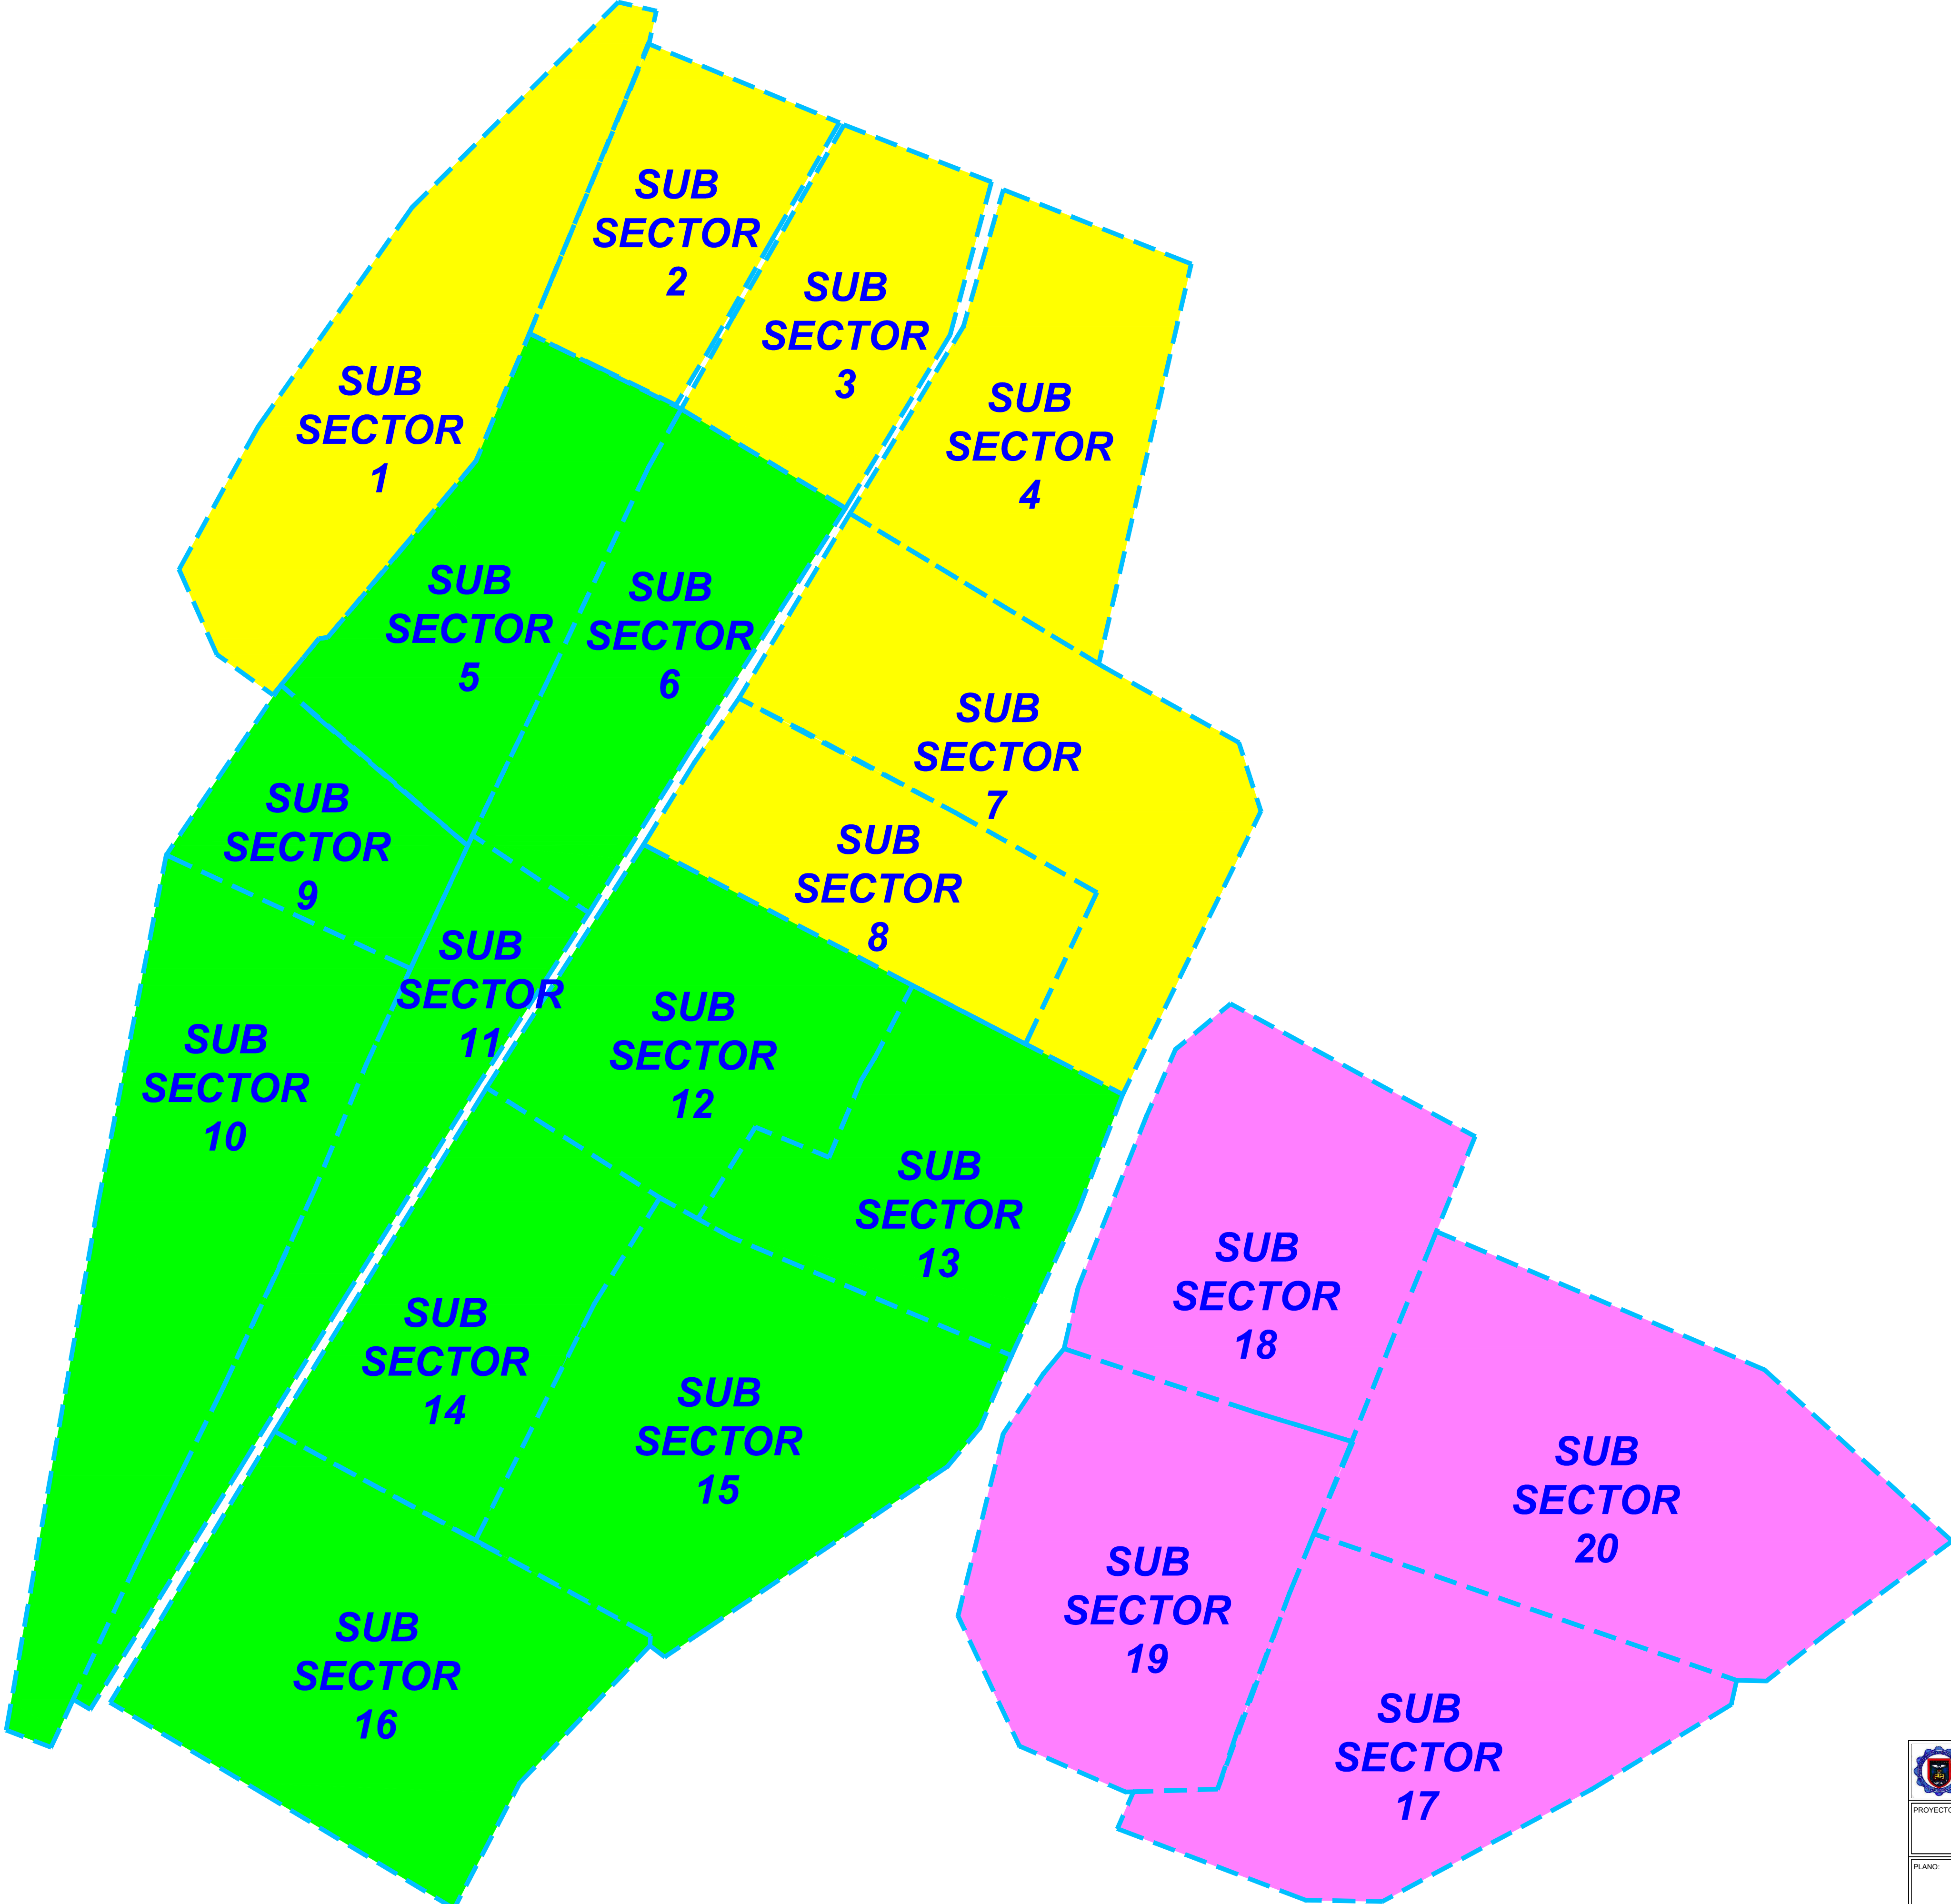 SUB
SECTOR
1
SUB
SECTOR
2
SUB
SECTOR
3
SUB
SECTOR
4
SUB
SECTOR
5
SUB
SECTOR
6
SUB
SECTOR
7
SUB
SECTOR
8
SUB
SECTOR
9
SUB
SECTOR
10
SUB
SECTOR
11
SUB
SECTOR
12
SUB
SECTOR
13
SUB
SECTOR
14
SUB
SECTOR
15
SUB
SECTOR
16
SUB
SECTOR
18
SUB
SECTOR
20
SUB
SECTOR
19
SUB
SECTOR
17
PROYECTO
PLANO: